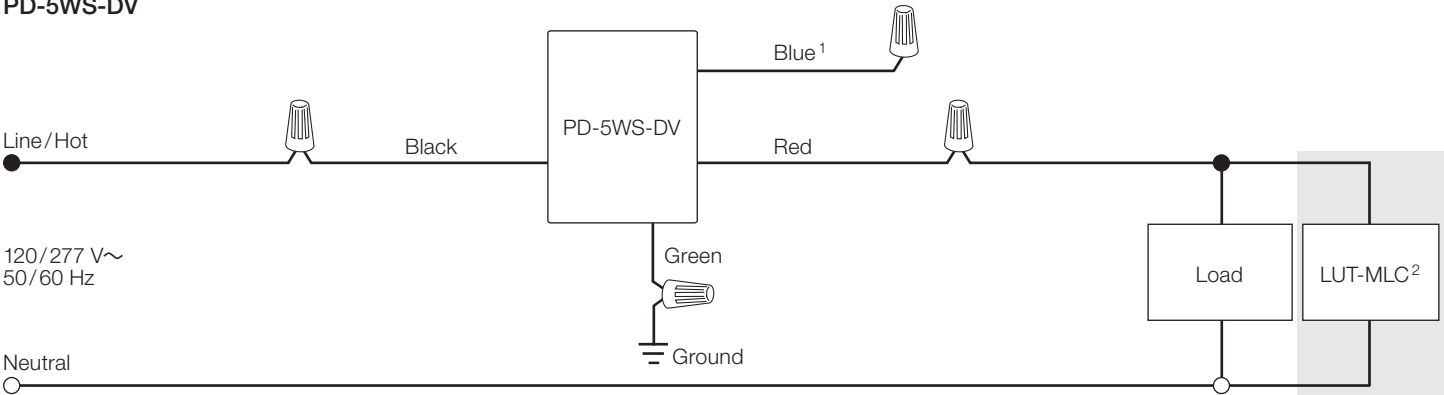 PD-5WS-DV
Blue¹
PD-5WS-DV
Line/Hot
Black
Red
120/277 V~
50/60 Hz
Green
Load
LUT-MLC²
Ground
Neutral